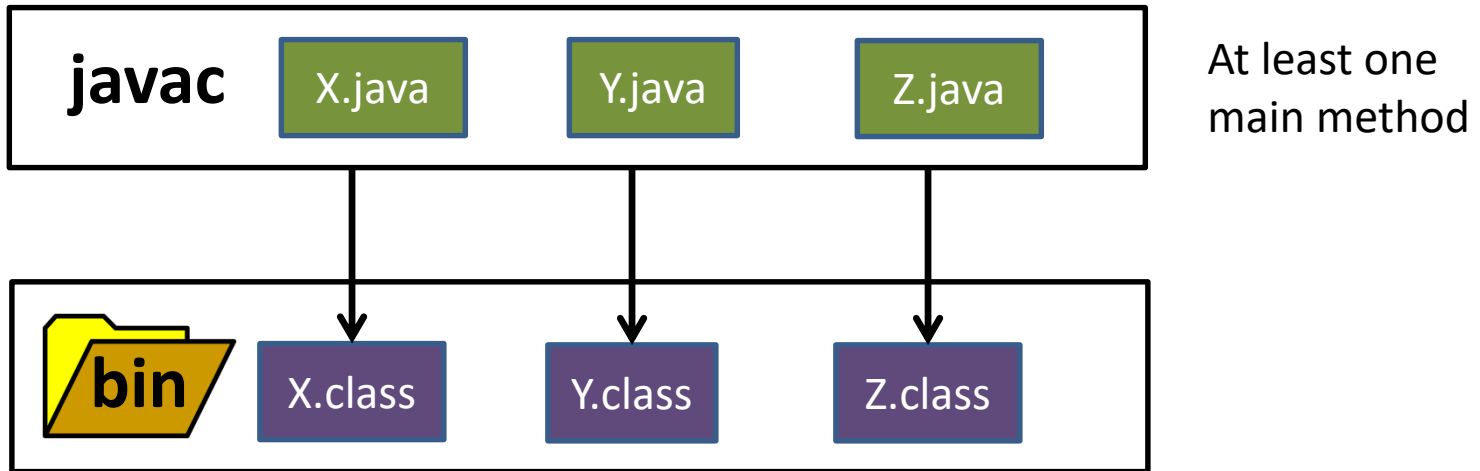 javac
X.java
Y.java
Z.java
At least one
main method
bin
X.class
Y.class
Z.class